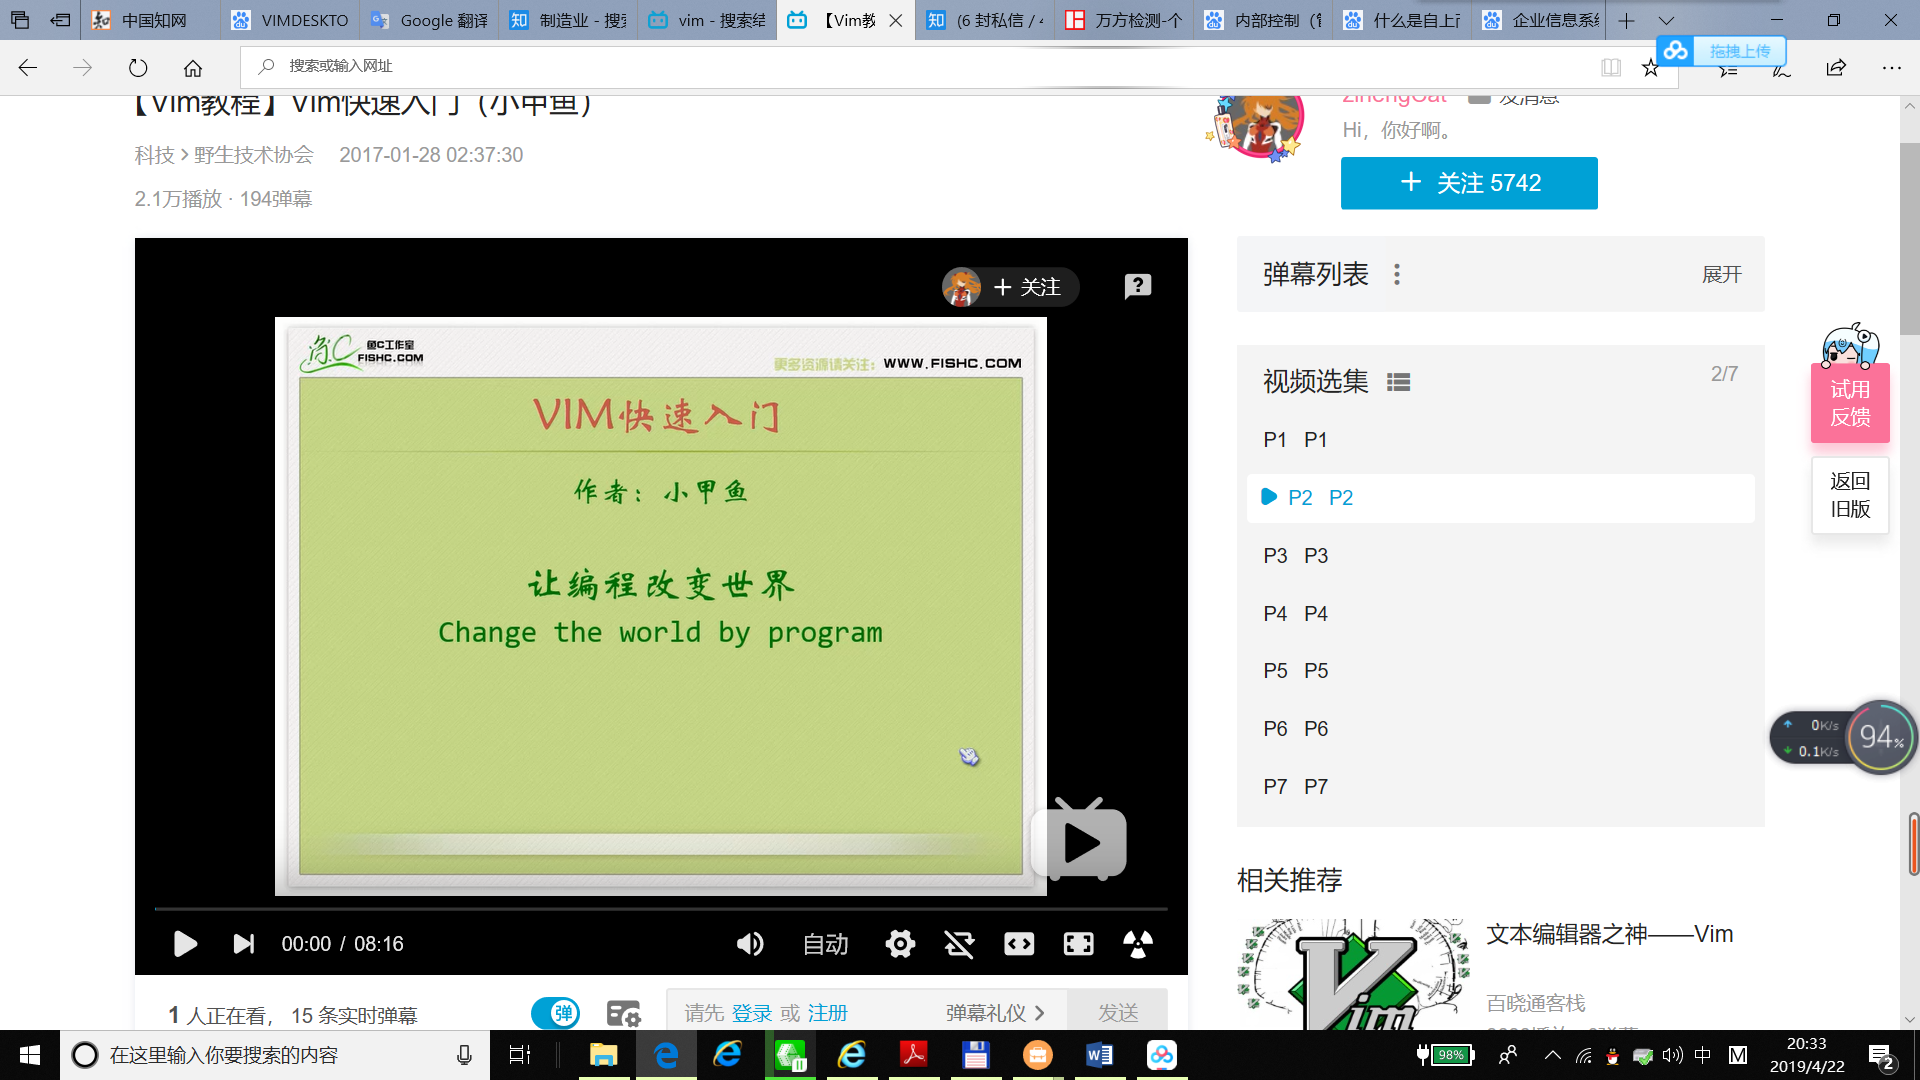 中国知网
VIMDESKTO
Google 翻译
制造业 - 搜索
vim - 搜索结
【Vim教
(6 封私信 /
万方检测-个
内部控制（管
什么是自上而
企业信息系统
搜索或输入网址
拖拽上传
【Vim教程】Vim快速入门（小甲鱼）
科技 > 野生技术协会 2017-01-28 02:37:30
2.1万播放 · 194弹幕
ZihengCat 发消息
Hi，你好啊。
+ 关注 5742
+ 关注
弹幕列表
展开
鱼C工作室
FISHC.COM
更多资源请关注：WWW.FISHC.COM
VIM快速入门
作者：小甲鱼
让编程改变世界
Change the world by program
视频选集 2/7
P1 P1
P2 P2
P3 P3
P4 P4
P5 P5
P6 P6
P7 P7
试用
反馈
返回
旧版
0K/s
0.1K/s
94%
相关推荐
文本编辑器之神——Vim
百晓通客栈
Vim
00:00 / 08:16
自动
1 人正在看， 15 条实时弹幕
弹
请先 登录 或 注册
弹幕礼仪 >
发送
在这里输入你要搜索的内容
98%
中
M
20:33
2019/4/22
2